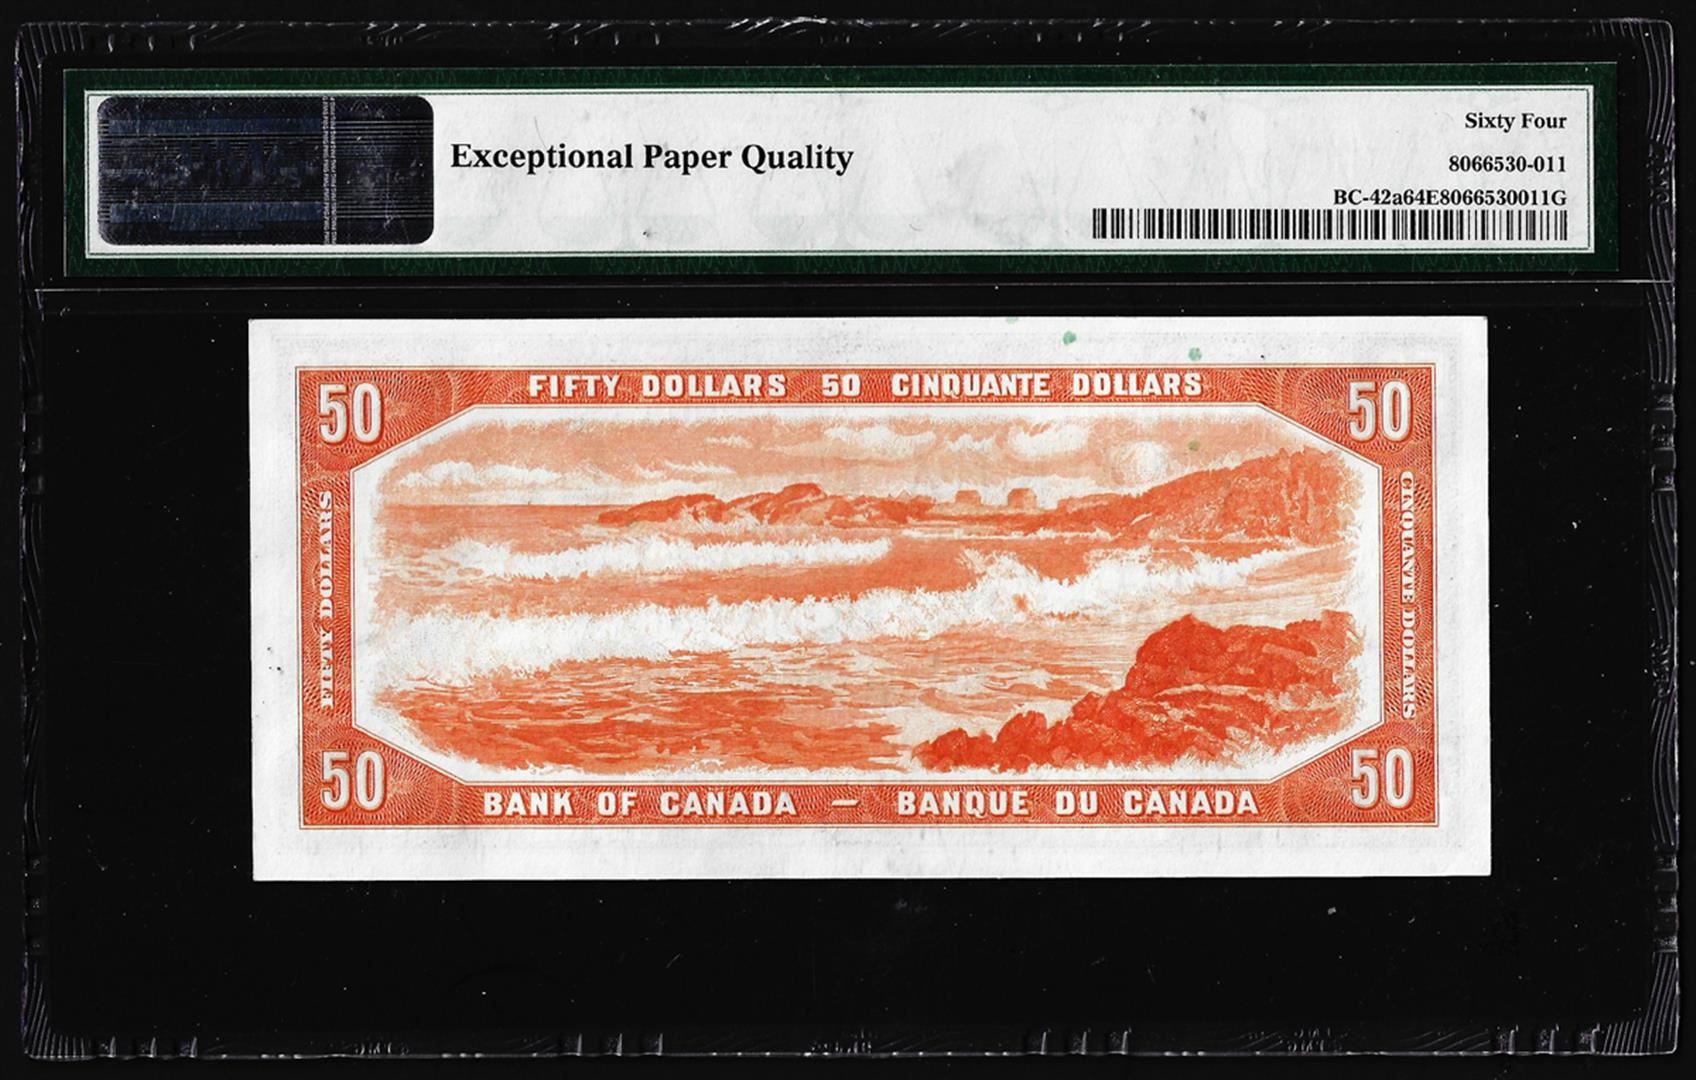 Exceptional Paper Quality
Sixty Four
8066530-011
BC-42a64E8066530011G
FIFTY DOLLARS 50 CINQUANTE DOLLARS
50
50
FIFTY DOLLARS
CINQUANTE DOLLARS
50
50
BANK OF CANADA — BANQUE DU CANADA